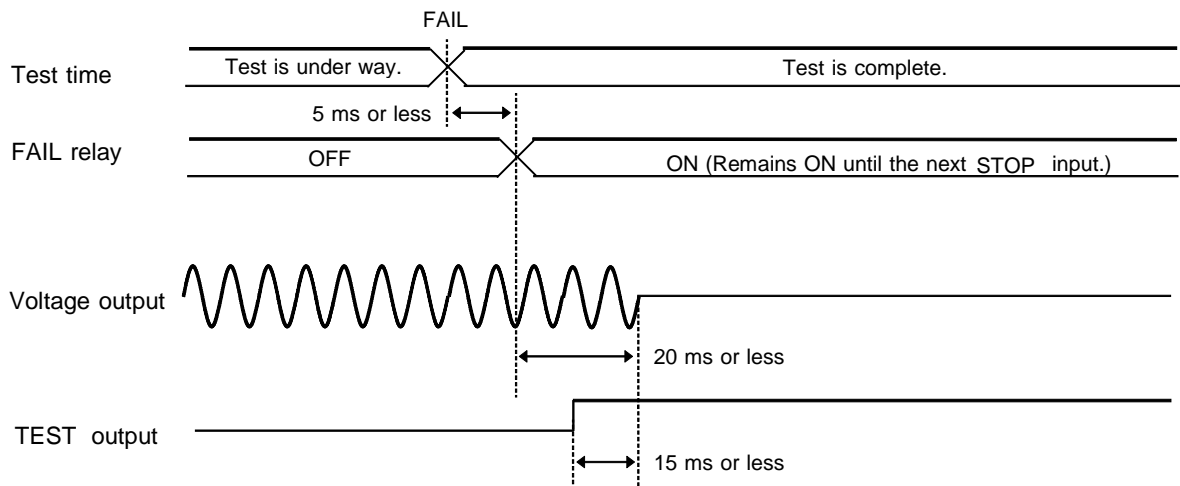 FAIL
Test time
Test is under way.
Test is complete.
5 ms or less
FAIL relay
OFF
ON (Remains ON until the next STOP input.)
Voltage output
20 ms or less
TEST output
15 ms or less